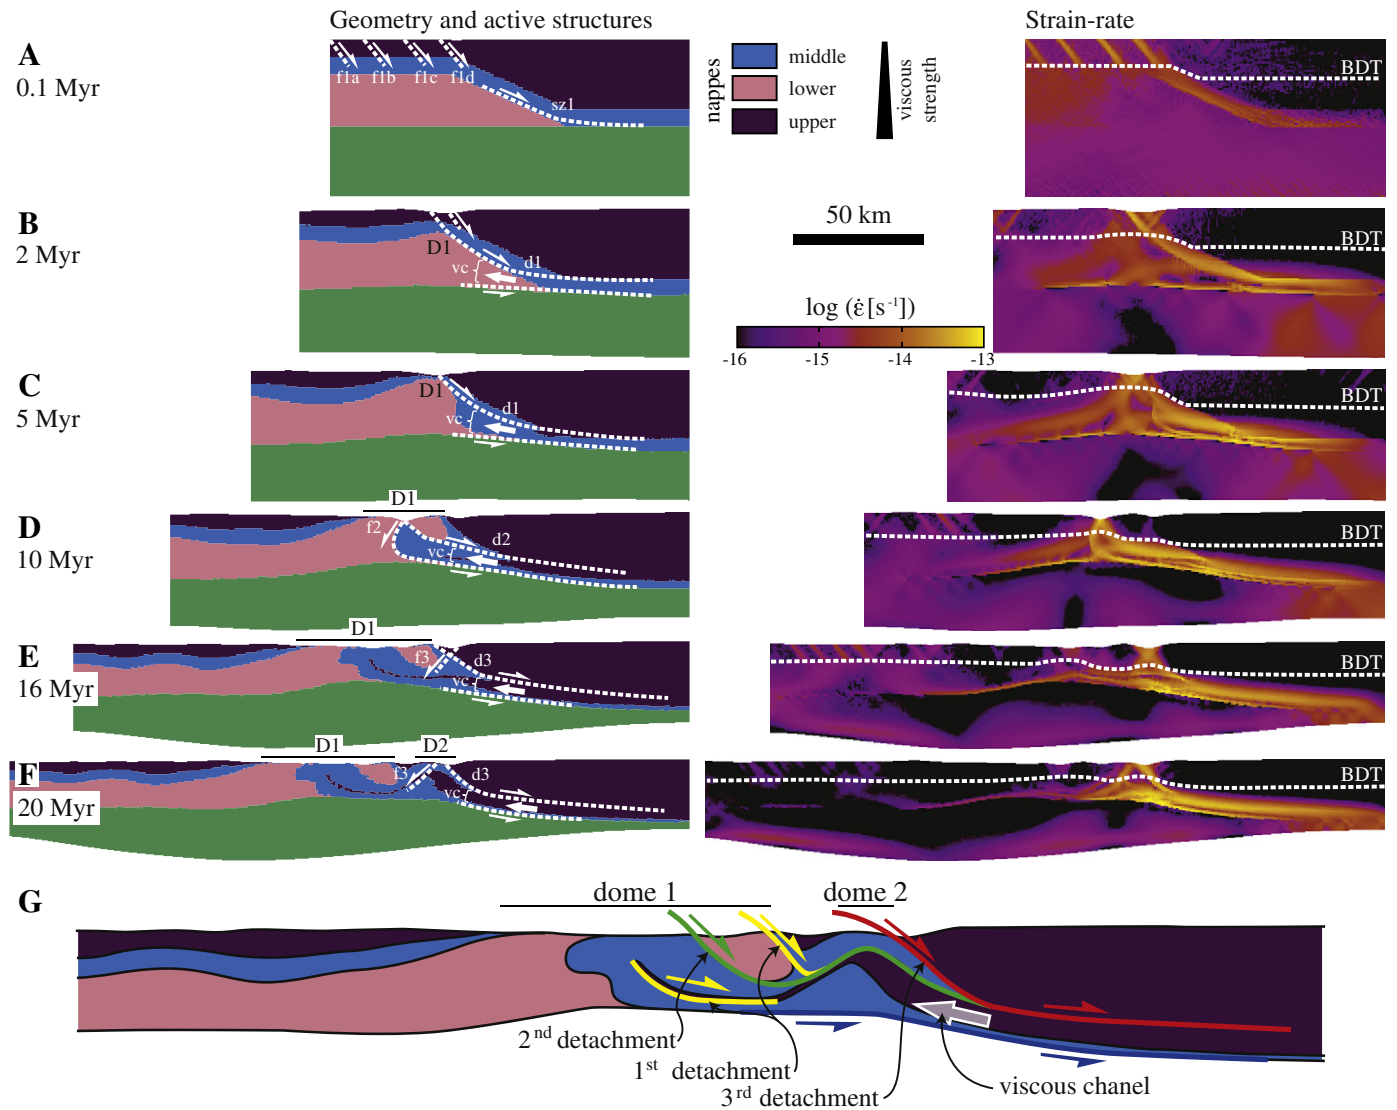 Geometry and active structures
Strain-rate
A
0.1 Myr
f1a f1b f1c f1d
sz1
nappes
middle
lower
upper
viscous
strength
BDT
B
2 Myr
D1
vc
d1
50 km
BDT
log (ε̇ [s⁻¹])
-16 -15 -14 -13
C
5 Myr
D1
vc
d1
BDT
D1
D
10 Myr
f2
vc
d2
BDT
D1
E
16 Myr
f3
d3
vc
BDT
D1 D2
F
20 Myr
f3
d3
vc
BDT
G
dome 1 dome 2
2nd detachment
1st detachment
3rd detachment
viscous chanel